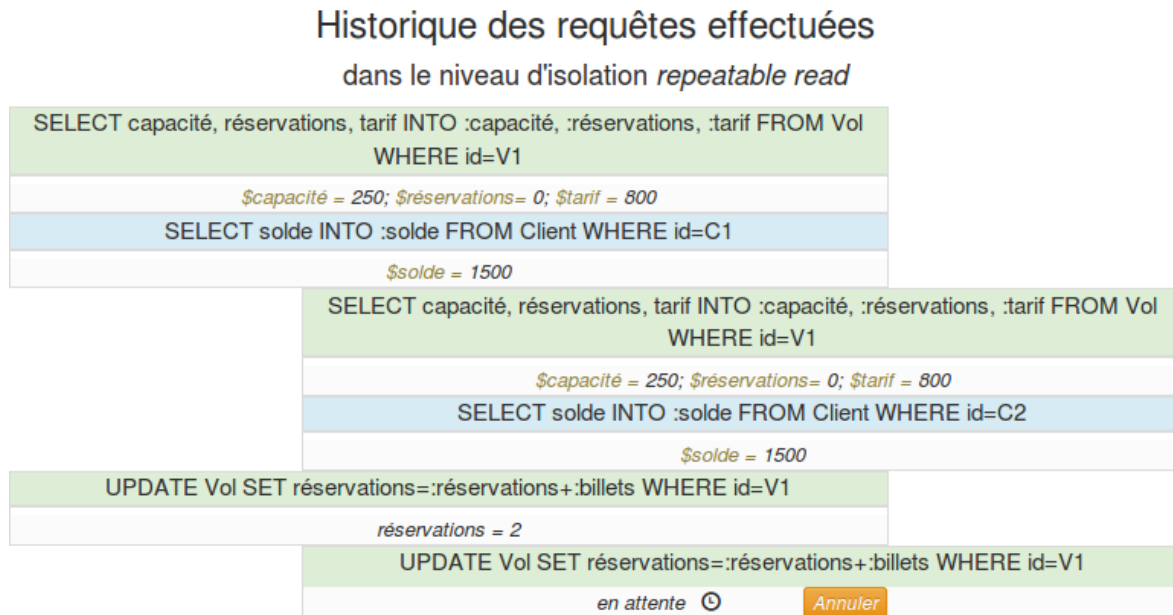 Historique des requêtes effectuées
dans le niveau d'isolation repeatable read
SELECT capacité, réservations, tarif INTO :capacité, :réservations, :tarif FROM Vol
WHERE id=V1
$capacité = 250; $réservations= 0; $tarif = 800
SELECT solde INTO :solde FROM Client WHERE id=C1
$solde = 1500
SELECT capacité, réservations, tarif INTO :capacité, :réservations, :tarif FROM Vol
WHERE id=V1
$capacité = 250; $réservations= 0; $tarif = 800
SELECT solde INTO :solde FROM Client WHERE id=C2
$solde = 1500
UPDATE Vol SET réservations=:réservations+:billets WHERE id=V1
réservations = 2
UPDATE Vol SET réservations=:réservations+:billets WHERE id=V1
en attente Annuler